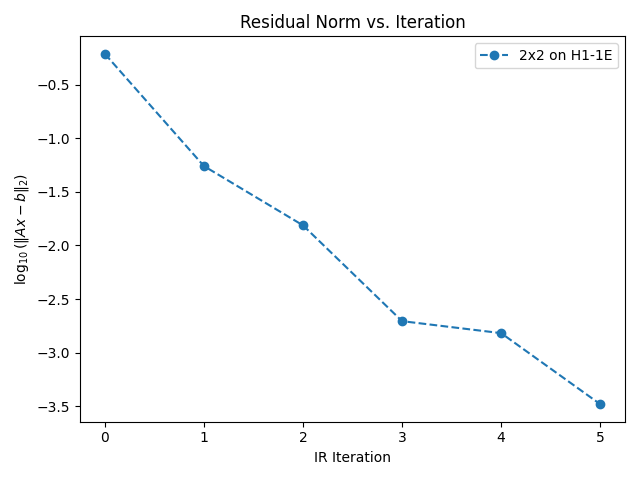 Residual Norm vs. Iteration
2x2 on H1-1E
−0.5
−1.0
−1.5
−2.0
−2.5
−3.0
−3.5
log₁₀(‖Ax − b‖₂)
0 1 2 3 4 5
IR Iteration